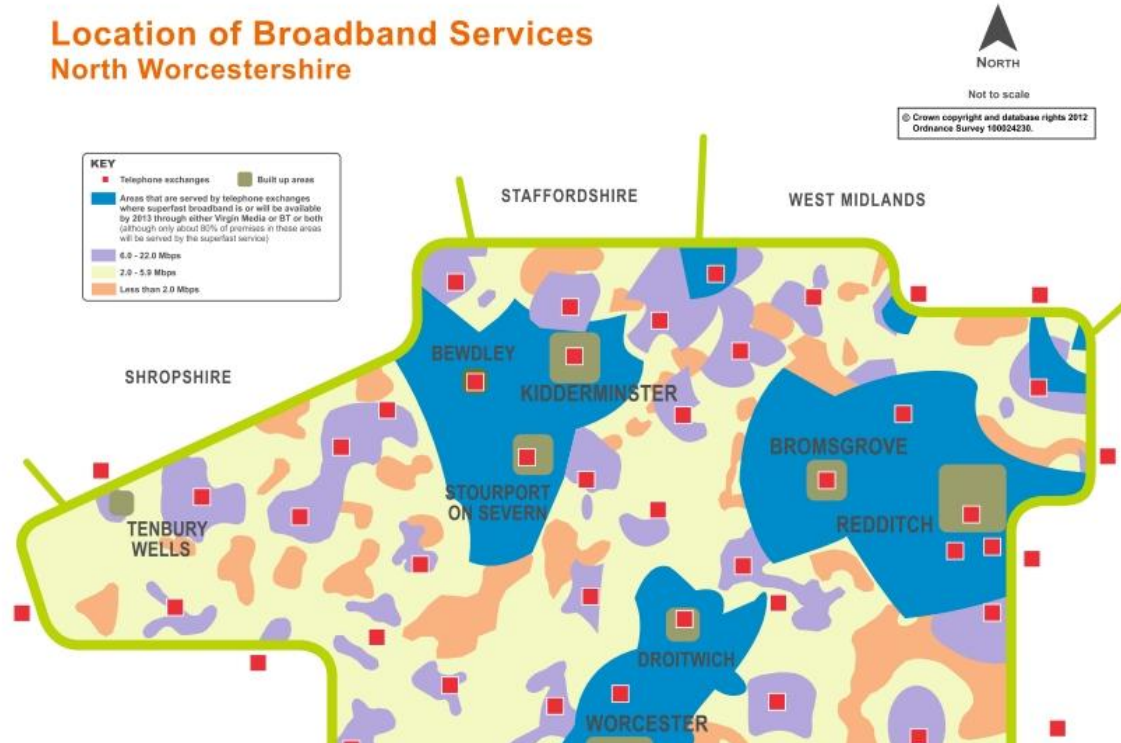 Location of Broadband Services
North Worcestershire
NORTH
Not to scale
© Crown copyright and database rights 2012
Ordnance Survey 100024230.
KEY
Telephone exchanges
Built up areas
Areas that are served by telephone exchanges
where superfast broadband is or will be available
by 2013 through either Virgin Media or BT or both
(although only about 80% of premises in these areas
will be served by the superfast service)
6.0 - 22.0 Mbps
2.0 - 5.9 Mbps
Less than 2.0 Mbps
STAFFORDSHIRE
WEST MIDLANDS
SHROPSHIRE
BEWDLEY
KIDDERMINSTER
BROMSGROVE
STOURPORT
ON SEVERN
REDDITCH
TENBURY
WELLS
DROITWICH
WORCESTER